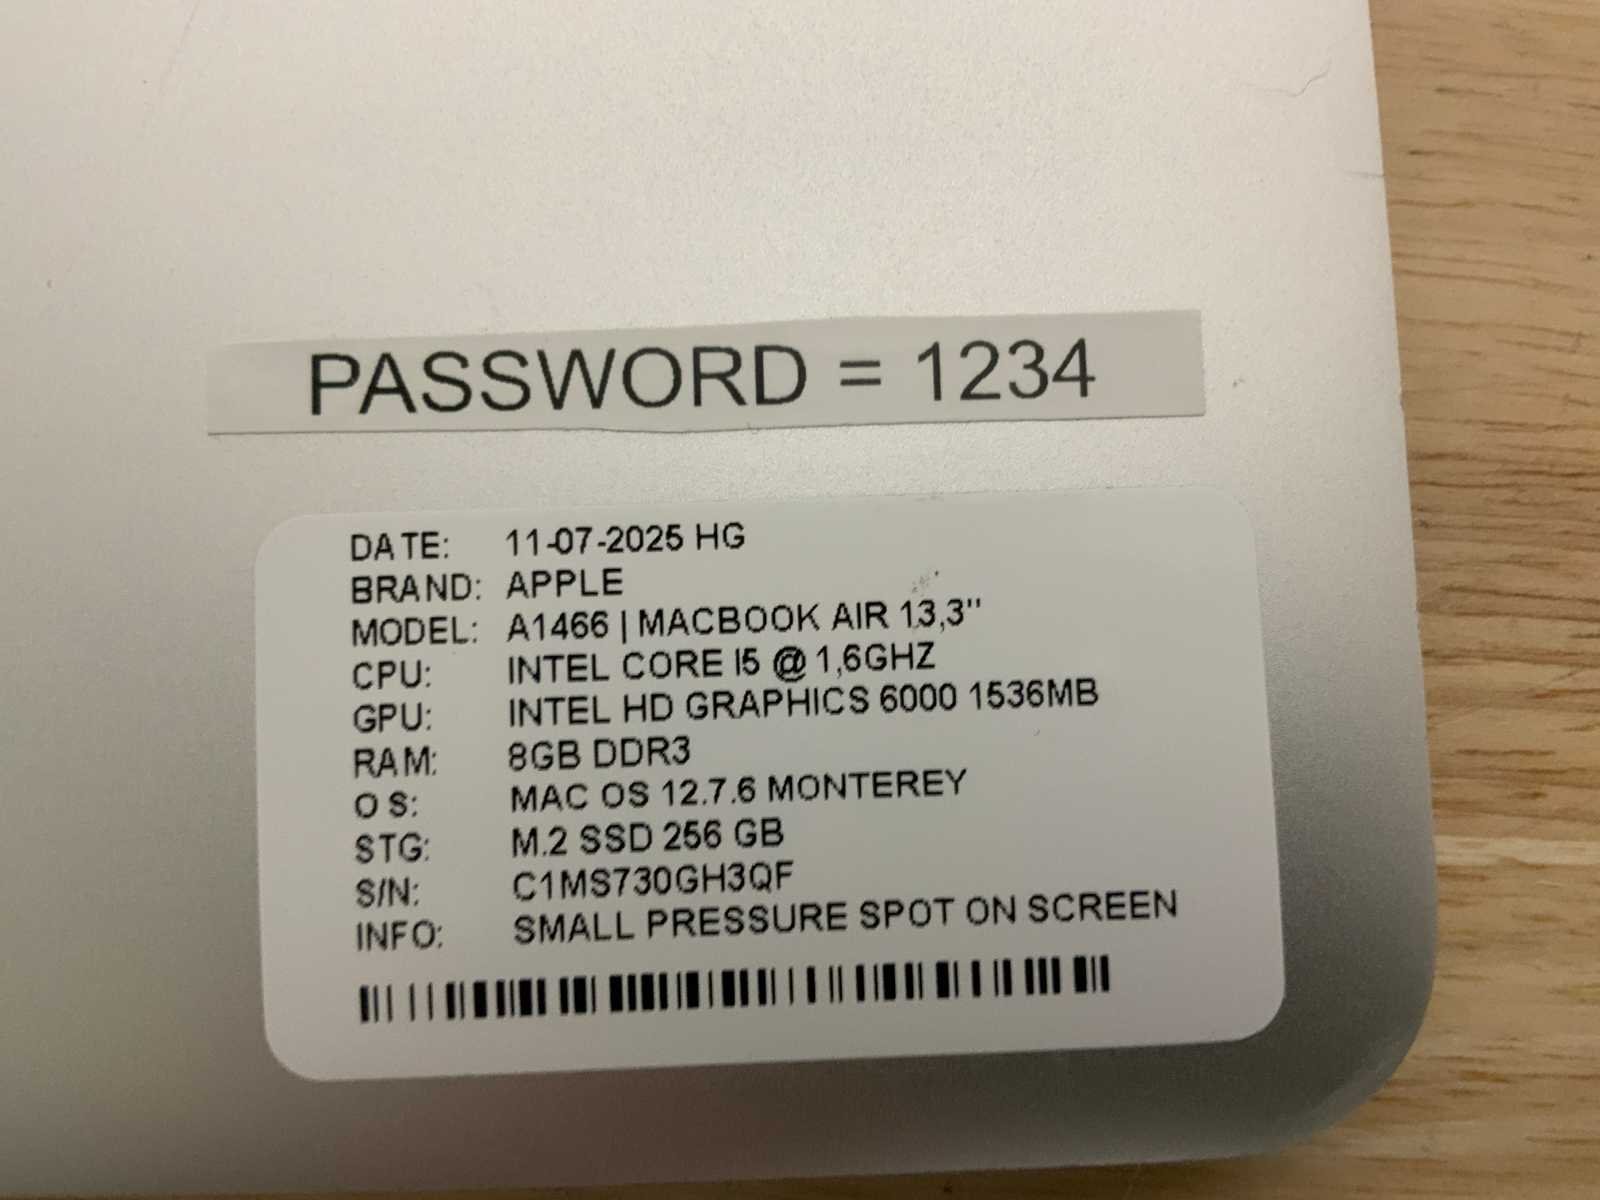 PASSWORD = 1234
DATE: 11-07-2025 HG
BRAND: APPLE
MODEL: A1466 | MACBOOK AIR 13,3"
CPU: INTEL CORE I5 @ 1,6GHZ
GPU: INTEL HD GRAPHICS 6000 1536MB
RAM: 8GB DDR3
OS: MAC OS 12.7.6 MONTEREY
STG: M.2 SSD 256 GB
S/N: C1MS730GH3QF
INFO: SMALL PRESSURE SPOT ON SCREEN